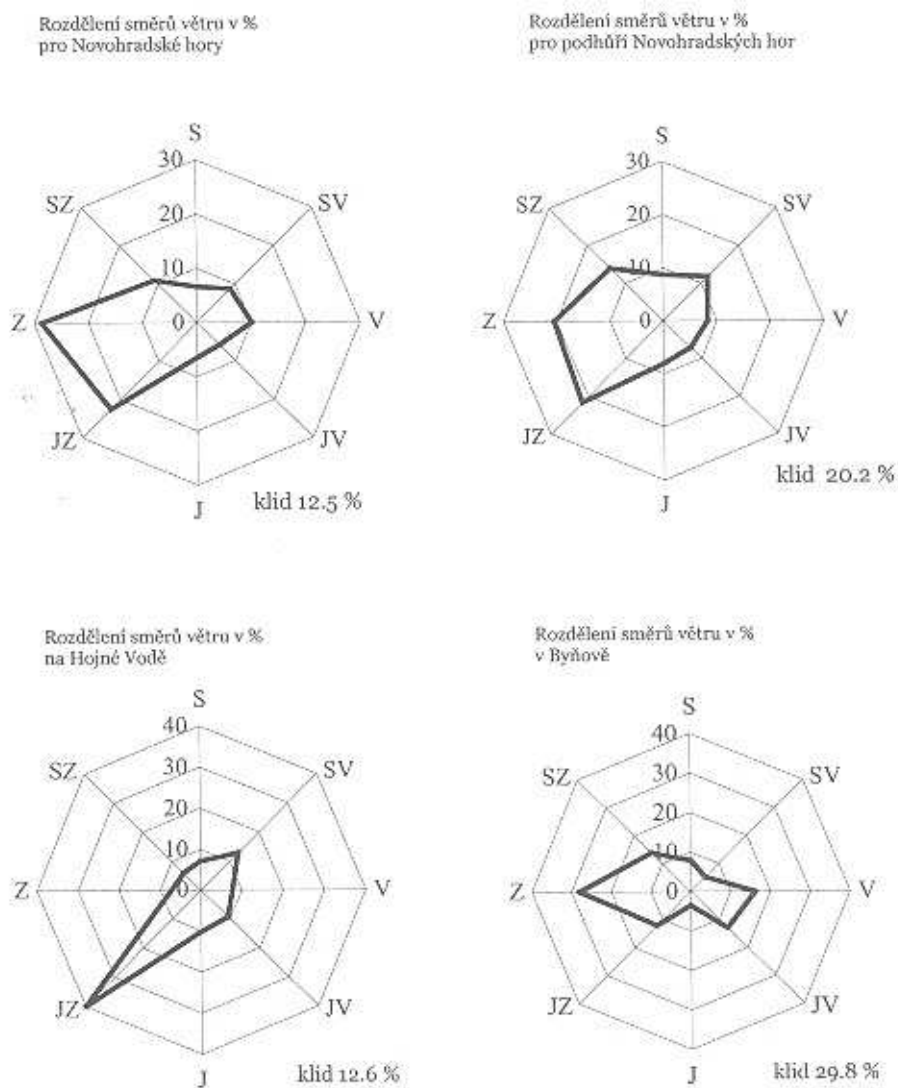 Rozdělení směrů větru v %
pro Novohradské hory
S
30
SZ
SV
20
10
Z
0
V
JZ
JV
J
klid 12.5 %
Rozdělení směrů větru v %
pro podhůří Novohradských hor
S
30
SZ
SV
20
10
Z
0
V
JZ
JV
J
klid 20.2 %
Rozdělení směrů větru v %
na Hojné Vodě
S
40
SZ
SV
30
20
10
Z
0
V
JZ
JV
J
klid 12.6 %
Rozdělení směrů větru v %
v Byňově
S
40
SZ
SV
30
20
10
Z
0
V
JZ
JV
J
klid 29.8 %